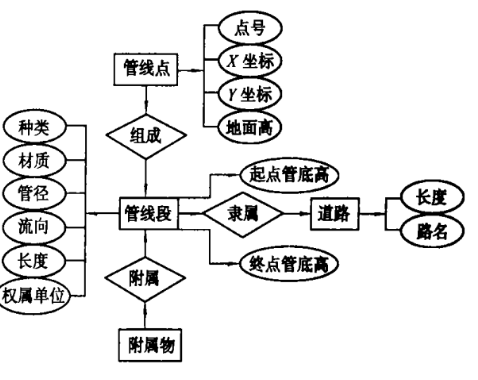 点号
管线点
X 坐标
Y 坐标
地面高
种类
组成
材质
起点管底高
管径
长度
管线段
隶属
道路
流向
路名
长度
终点管底高
附属
权属单位
附属物